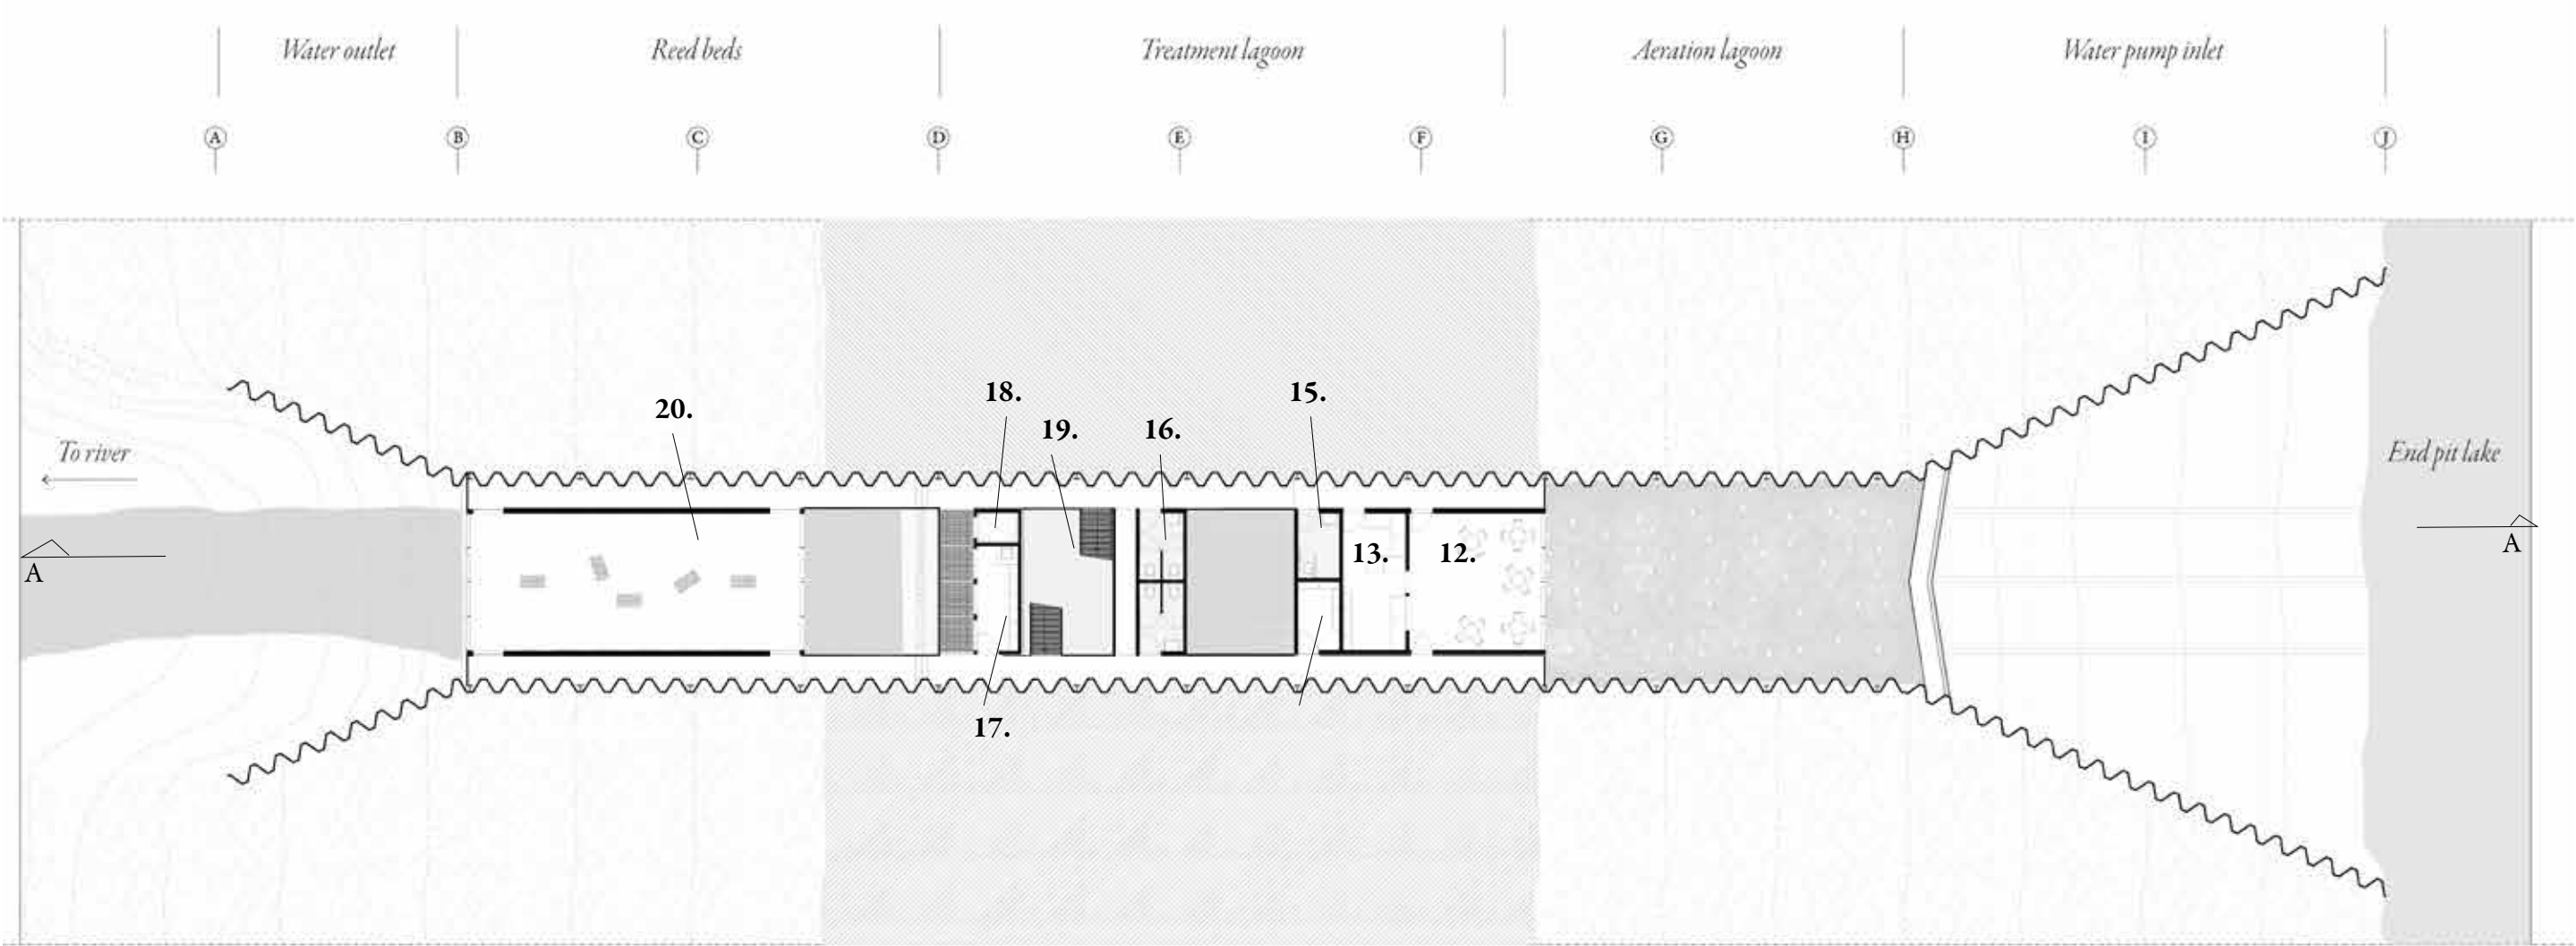 Water outlet
Reed beds
Treatment lagoon
Aeration lagoon
Water pump inlet
A
B
C
D
E
F
G
H
I
J
18.
15.
20.
19.
16.
To river
End pit lake
13.
12.
A
A
17.